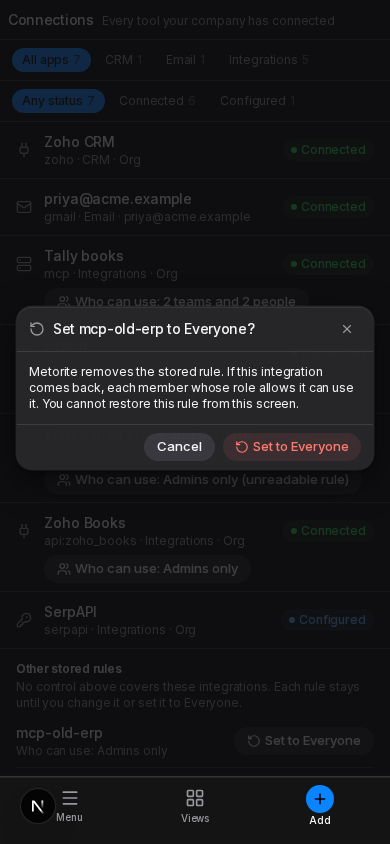 Connections Every tool your company has connected
All apps 7 CRM 1 Email 1 Integrations 5
Any status 7 Connected 6 Configured 1
Zoho CRM
zoho · CRM · Org
Connected
priya@acme.example
gmail · Email · priya@acme.example
Connected
Tally books
mcp · Integrations · Org
Connected
Who can use: 2 teams and 2 people
Set mcp-old-erp to Everyone?
Metorite removes the stored rule. If this integration
comes back, each member whose role allows it can use
it. You cannot restore this rule from this screen.
Cancel
Set to Everyone
Who can use: Admins only (unreadable rule)
Zoho Books
api:zoho_books · Integrations · Org
Connected
Who can use: Admins only
SerpAPI
serpapi · Integrations · Org
Configured
Other stored rules
No control above covers these integrations. Each rule stays
until you change it or set it to Everyone.
mcp-old-erp
Who can use: Admins only
Set to Everyone
N
Menu
Views
Add